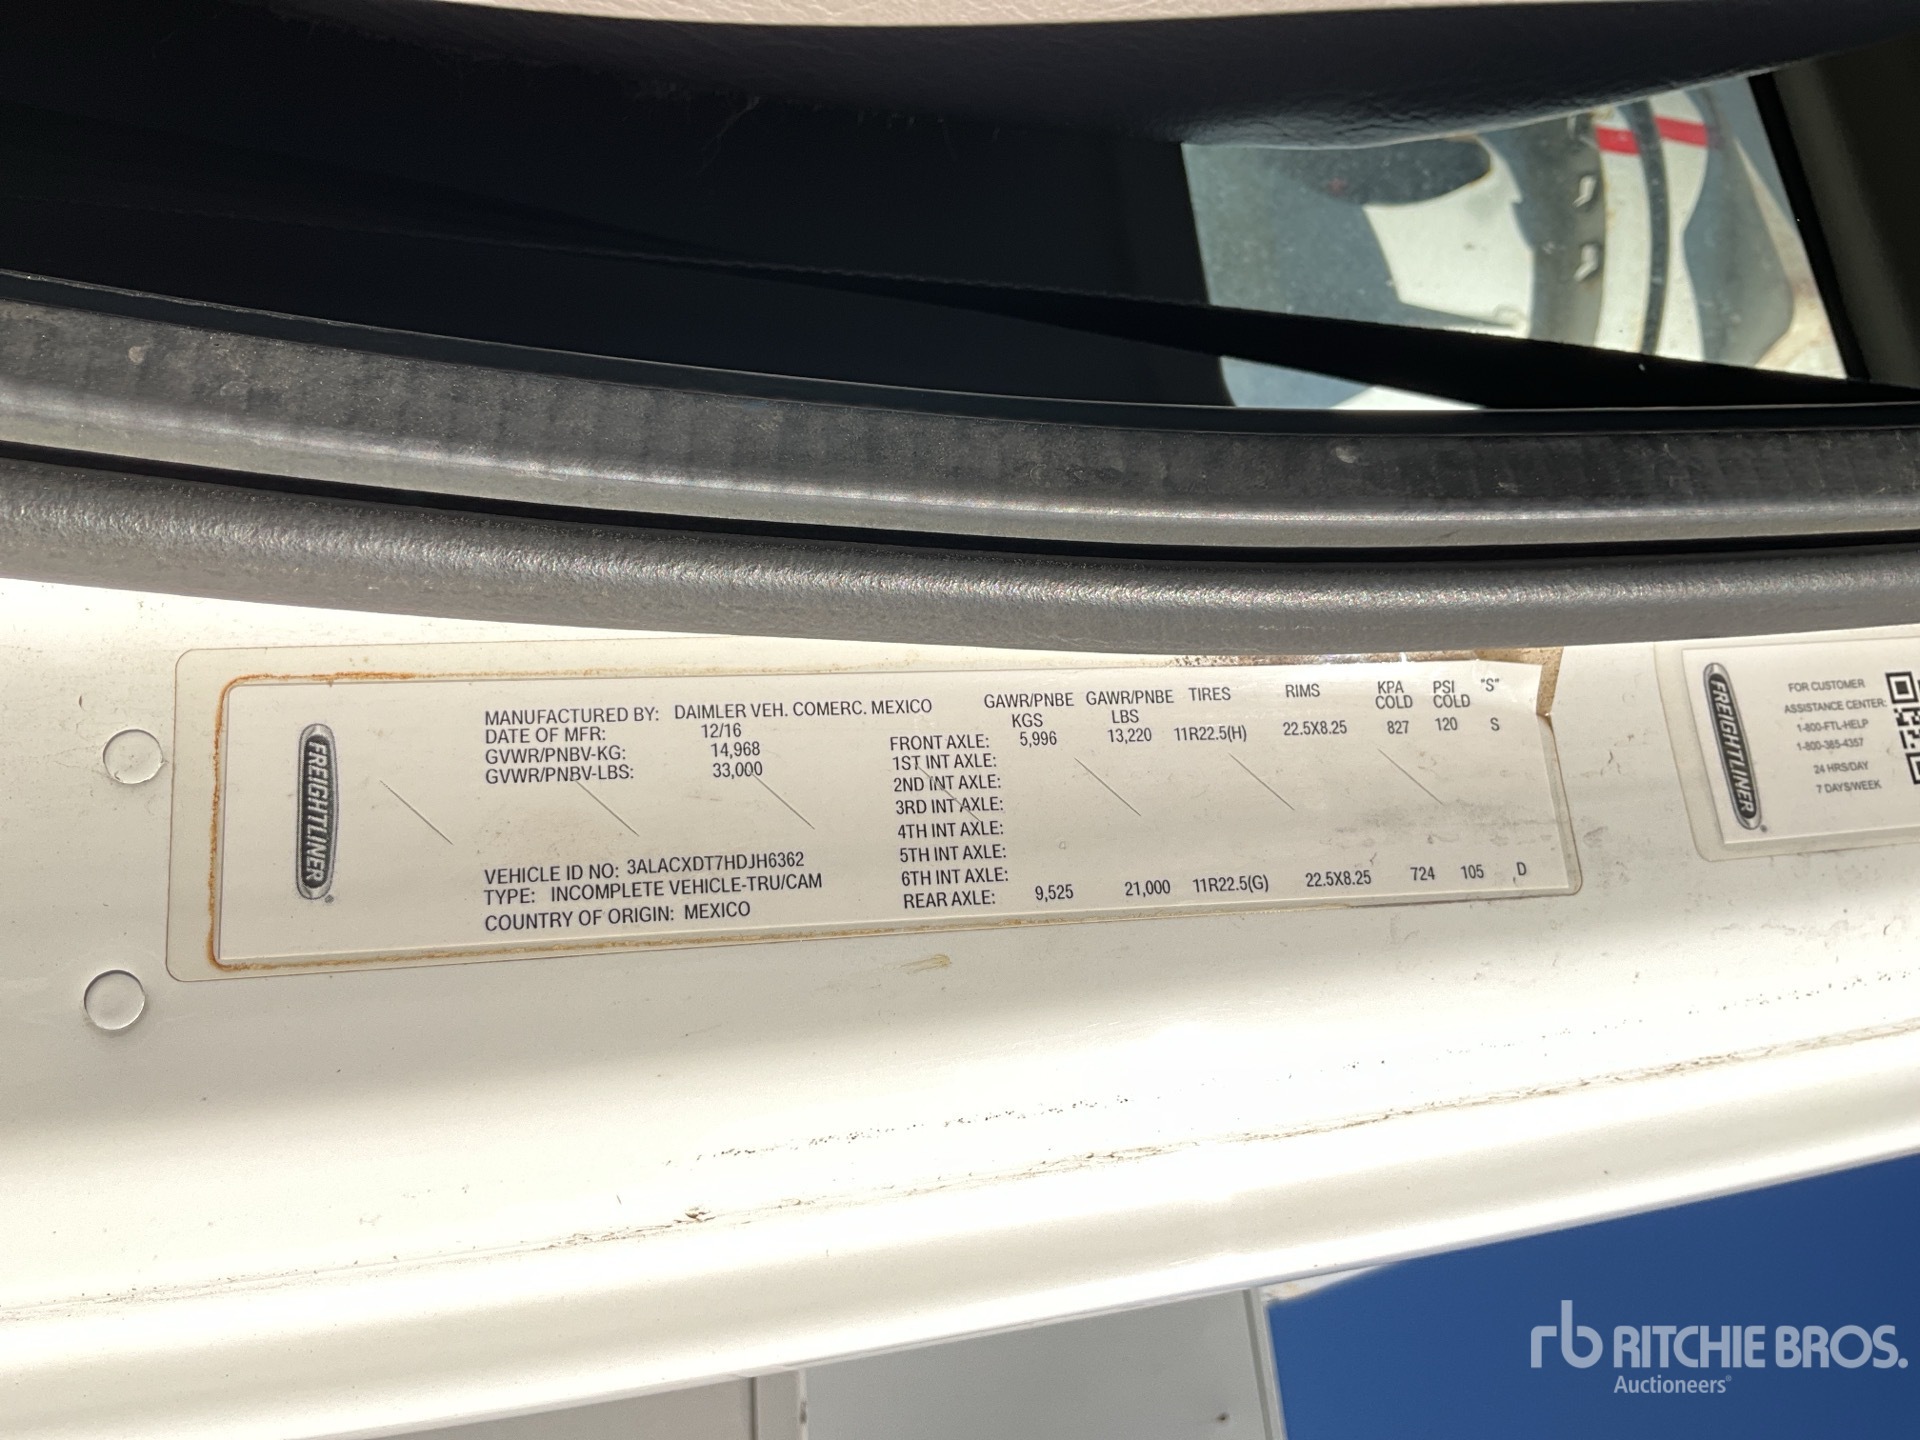 FREIGHTLINER®
MANUFACTURED BY: DAIMLER VEH. COMERC. MEXICO
DATE OF MFR: 12/16
GVWR/PNBV-KG: 14,968
GVWR/PNBV-LBS: 33,000
VEHICLE ID NO: 3ALACXDT7HDJH6362
TYPE: INCOMPLETE VEHICLE-TRU/CAM
COUNTRY OF ORIGIN: MEXICO
GAWR/PNBE KGS GAWR/PNBE LBS TIRES RIMS KPA COLD PSI COLD "S"
FRONT AXLE: 5,996 13,220 11R22.5(H) 22.5X8.25 827 120 S
1ST INT AXLE:
2ND INT AXLE:
3RD INT AXLE:
4TH INT AXLE:
5TH INT AXLE:
6TH INT AXLE:
REAR AXLE: 9,525 21,000 11R22.5(G) 22.5X8.25 724 105 D
FREIGHTLINER®
FOR CUSTOMER
ASSISTANCE CENTER:
1-800-FTL-HELP
1-800-385-4357
24 HRS/DAY
7 DAYS/WEEK
rb RITCHIE BROS.
Auctioneers®